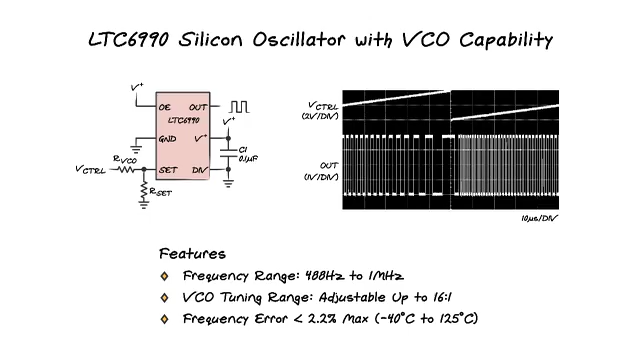 LTC6990 Silicon Oscillator with VCO Capability
V+
OE
OUT
LTC6990
V+
GND
V+
C1
0.1µF
RVCO
VCTRL
SET
DIV
RSET
VCTRL
(2V/DIV)
OUT
(1V/DIV)
10µs/DIV
Features
Frequency Range: 488Hz to 1MHz
VCO Tuning Range: Adjustable Up to 16:1
Frequency Error < 2.2% Max (-40°C to 125°C)